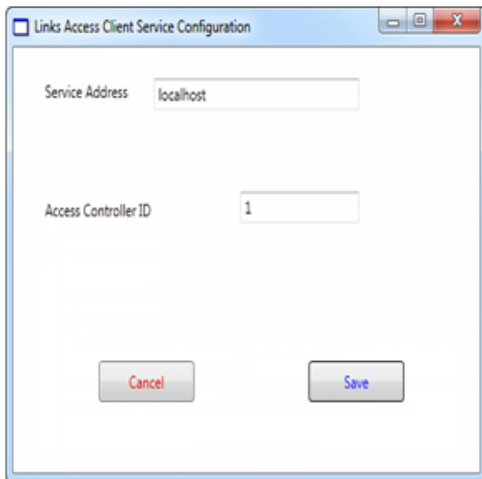 Links Access Client Service Configuration
Service Address localhost
Access Controller ID 1
Cancel Save